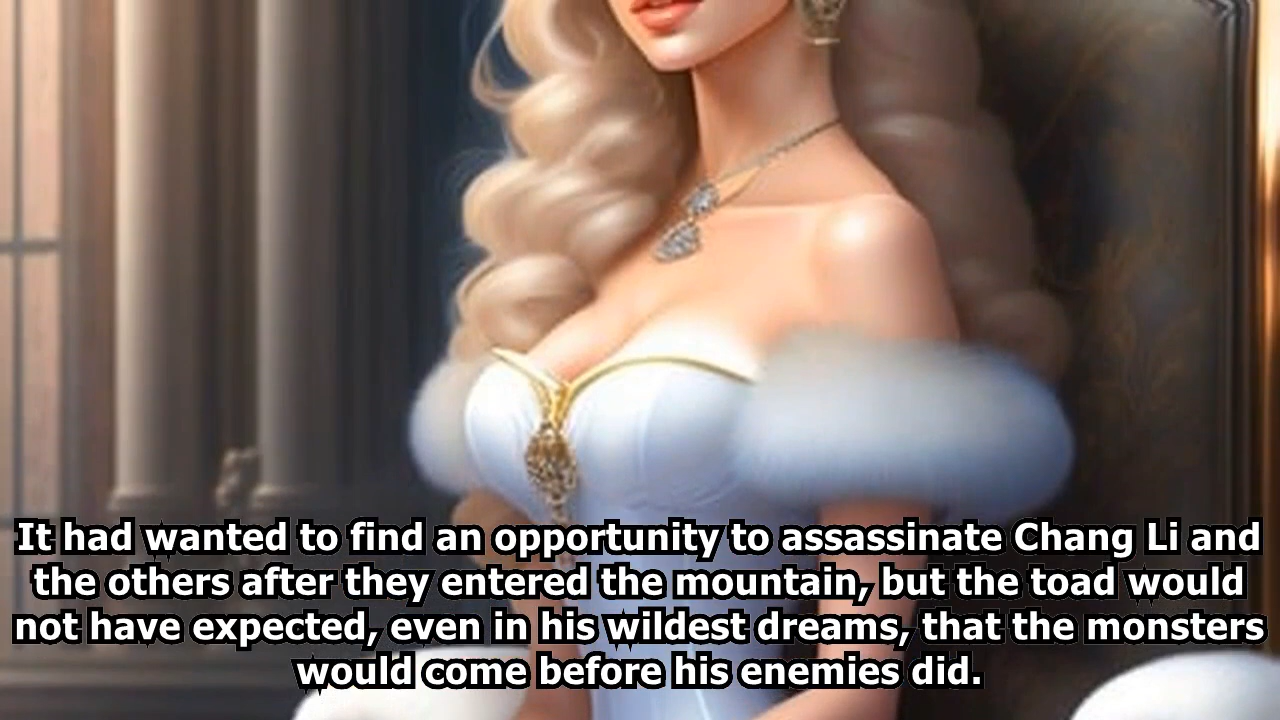 It had wanted to find an opportunity to assassinate Chang Li and
the others after they entered the mountain, but the toad would
not have expected, even in his wildest dreams, that the monsters
would come before his enemies did.